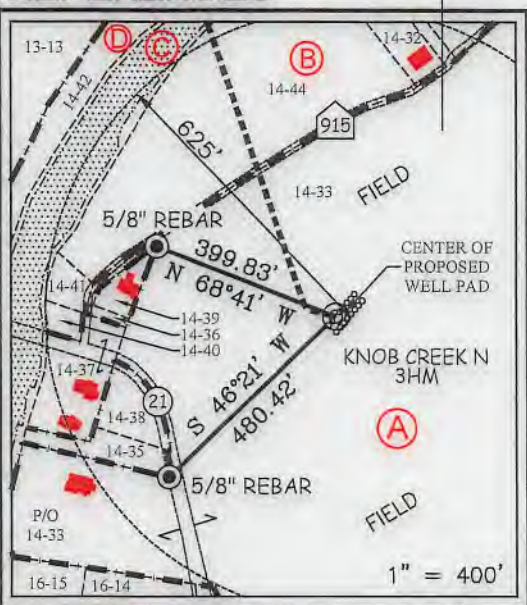 13-13
D
C
B
14-32
14-42
14-44
915
625'
14-33
FIELD
5/8" REBAR
399.83'
N 68°41' W
CENTER OF
PROPOSED
WELL PAD
14-41
14-39
14-36
14-40
KNOB CREEK N
3HM
14-37
S 46°21' W
480.42'
21
14-38
A
14-35
5/8" REBAR
P/O
14-33
FIELD
16-15
16-14
1" = 400'